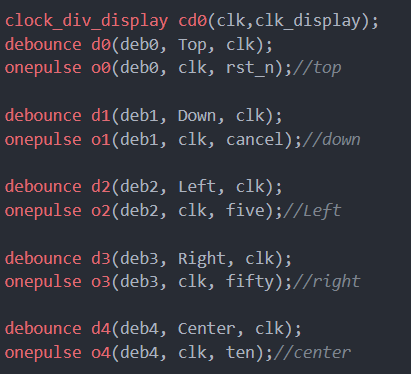 clock_div_display cd0(clk,clk_display);
debounce d0(deb0, Top, clk);
onepulse o0(deb0, clk, rst_n);//top
debounce d1(deb1, Down, clk);
onepulse o1(deb1, clk, cancel);//down
debounce d2(deb2, Left, clk);
onepulse o2(deb2, clk, five);//Left
debounce d3(deb3, Right, clk);
onepulse o3(deb3, clk, fifty);//right
debounce d4(deb4, Center, clk);
onepulse o4(deb4, clk, ten);//center